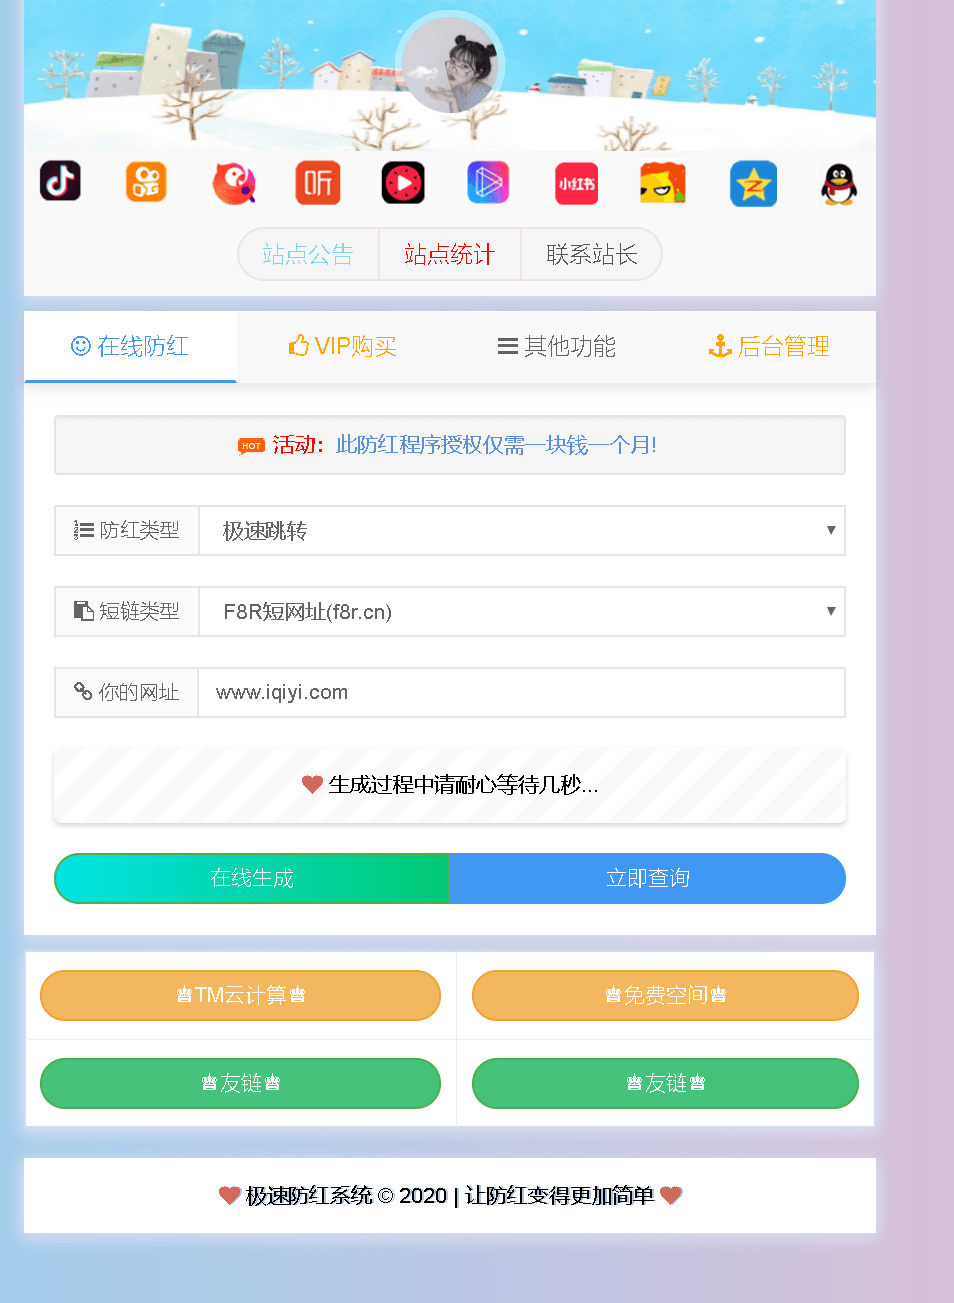 听
小红书
站点公告 站点统计 联系站长
在线防红 VIP购买 其他功能 后台管理
HOT 活动：此防红程序授权仅需一块钱一个月!
防红类型 极速跳转
短链类型 F8R短网址(f8r.cn)
你的网址 www.iqiyi.com
生成过程中请耐心等待几秒...
在线生成 立即查询
TM云计算 免费空间
友链 友链
极速防红系统 © 2020 | 让防红变得更加简单